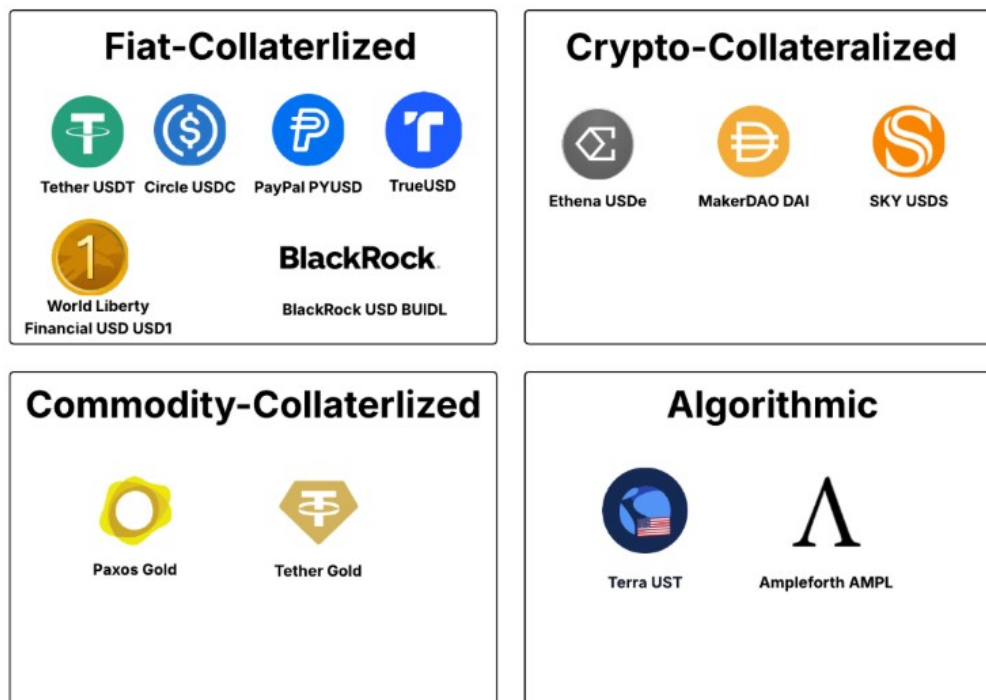 Fiat-Collaterlized
Tether USDT
Circle USDC
PayPal PYUSD
TrueUSD
1
World Liberty
Financial USD USD1
BlackRock
BlackRock USD BUIDL
Crypto-Collateralized
Ethena USDe
MakerDAO DAI
SKY USDS
Commodity-Collaterlized
Paxos Gold
Tether Gold
Algorithmic
Terra UST
Ampleforth AMPL